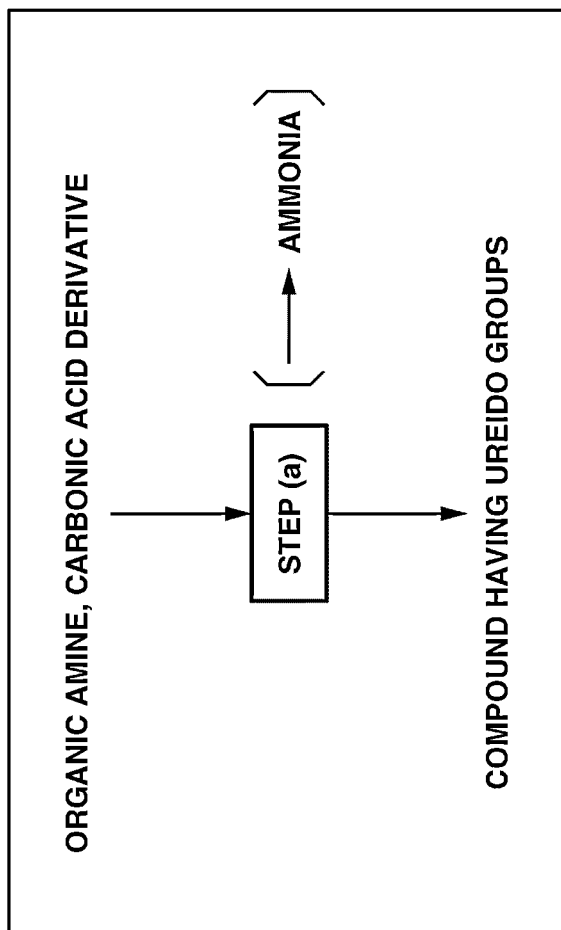 ORGANIC AMINE, CARBONIC ACID DERIVATIVE
STEP (a)
AMMONIA
COMPOUND HAVING UREIDO GROUPS